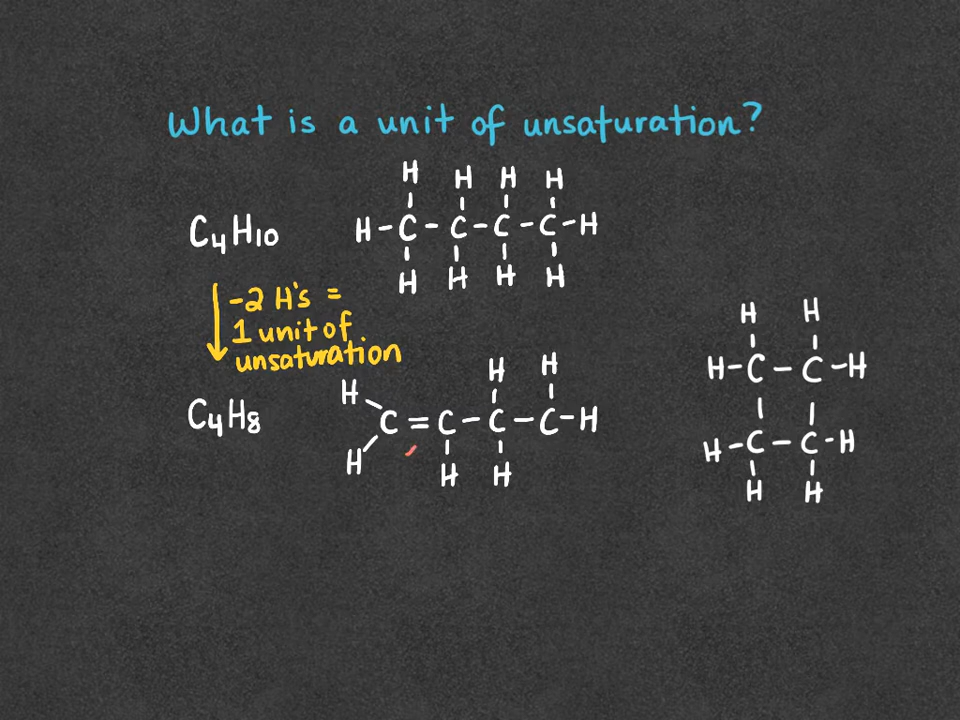 What is a unit of unsaturation?
H H H H
C₄H₁₀ H-C-C-C-C-H
H H H H
-2 H's =
1 unit of
unsaturation
H H
H-C-C-H
H-C-C-H
H H
H H H
C₄H₈ C=C-C-C-H
H H H